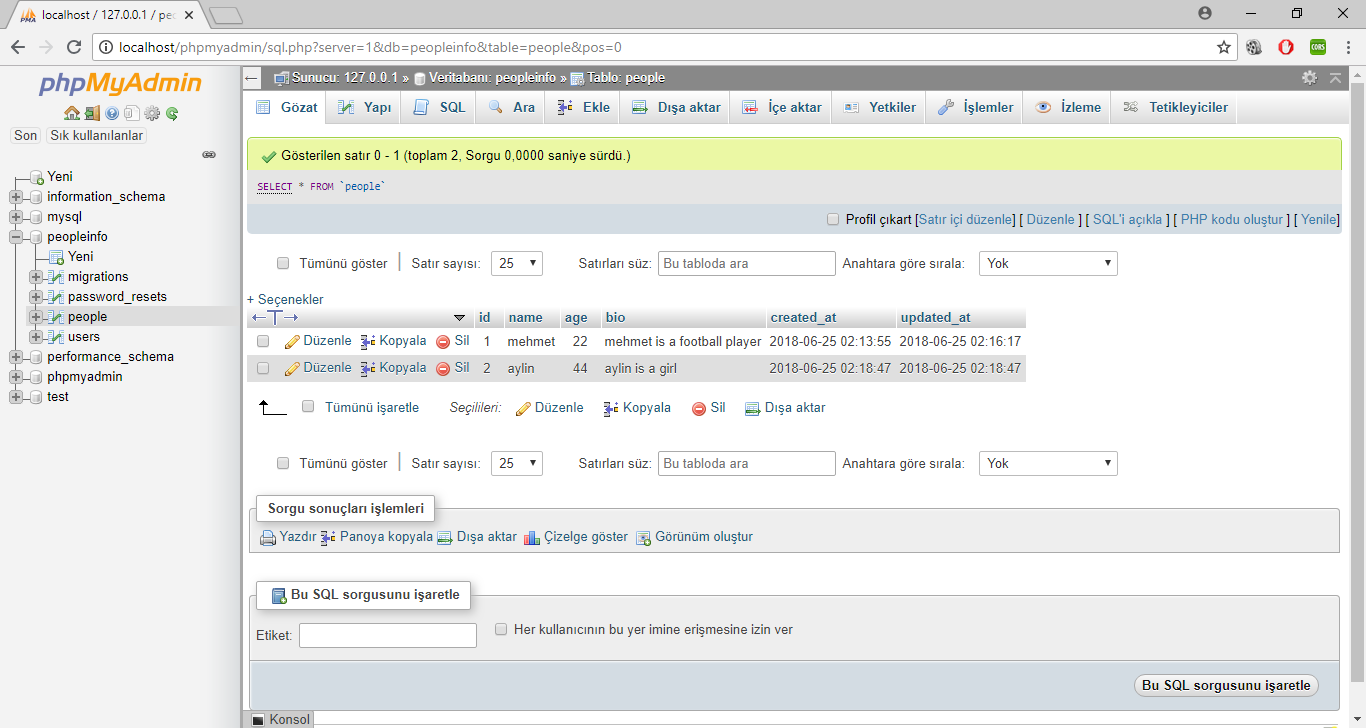 localhost / 127.0.0.1 / pec
localhost/phpmyadmin/sql.php?server=1&db=peopleinfo&table=people&pos=0
CORS
phpMyAdmin
Son Sık kullanılanlar
Yeni
information_schema
mysql
peopleinfo
Yeni
migrations
password_resets
people
users
performance_schema
phpmyadmin
test
Sunucu: 127.0.0.1 » Veritabanı: peopleinfo » Tablo: people
Gözat Yapı SQL Ara Ekle Dışa aktar İçe aktar Yetkiler İşlemler İzleme Tetikleyiciler
Gösterilen satır 0 - 1 (toplam 2, Sorgu 0,0000 saniye sürdü.)
SELECT * FROM `people`
Profil çıkart [Satır içi düzenle] [ Düzenle ] [ SQL'i açıkla ] [ PHP kodu oluştur ] [ Yenile]
Tümünü göster Satır sayısı: 25 Satırları süz: Bu tabloda ara Anahtara göre sırala: Yok
+ Seçenekler
←T→ id name age bio created_at updated_at
Düzenle Kopyala Sil 1 mehmet 22 mehmet is a football player 2018-06-25 02:13:55 2018-06-25 02:16:17
Düzenle Kopyala Sil 2 aylin 44 aylin is a girl 2018-06-25 02:18:47 2018-06-25 02:18:47
Tümünü işaretle Seçilileri: Düzenle Kopyala Sil Dışa aktar
Tümünü göster Satır sayısı: 25 Satırları süz: Bu tabloda ara Anahtara göre sırala: Yok
Sorgu sonuçları işlemleri
Yazdır Panoya kopyala Dışa aktar Çizelge göster Görünüm oluştur
Bu SQL sorgusunu işaretle
Etiket: Her kullanıcının bu yer imine erişmesine izin ver
Bu SQL sorgusunu işaretle
Konsol